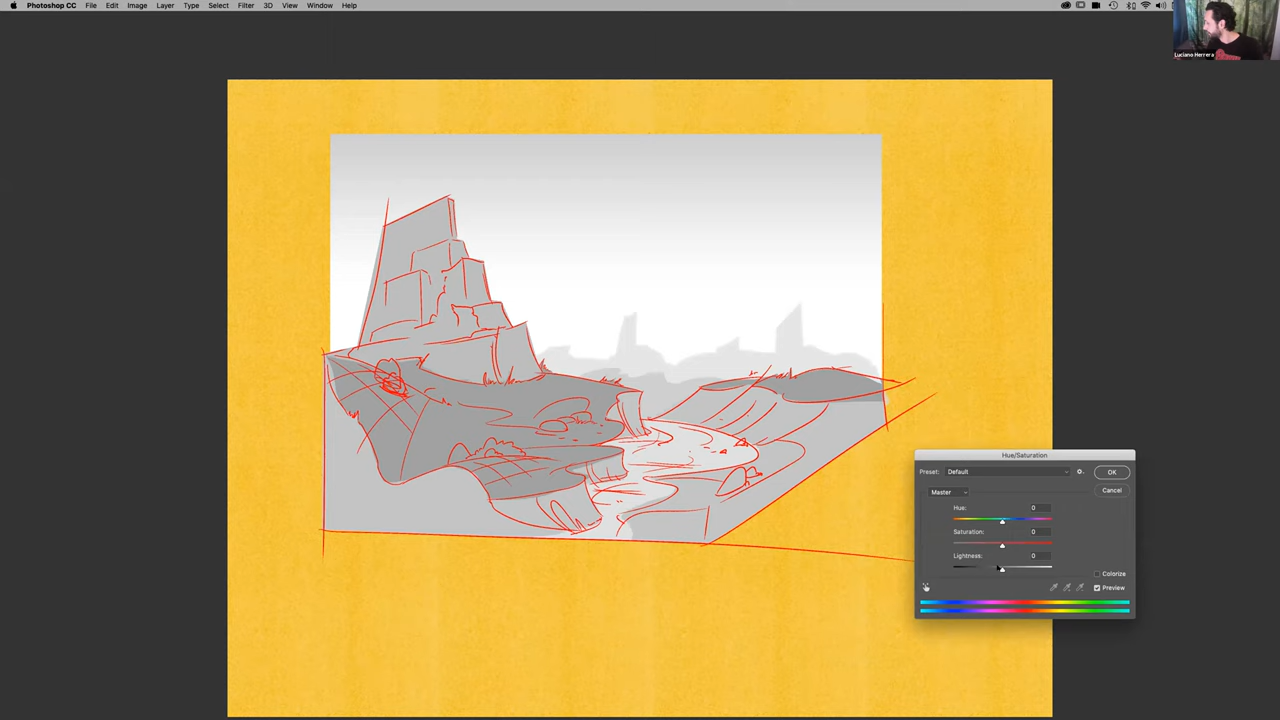 Photoshop CC File Edit Image Layer Type Select Filter 3D View Window Help
Luciano Herrera
Hue/Saturation
Preset: Default OK
Cancel
Master
Hue: 0
Saturation: 0
Lightness: 0
Colorize
Preview